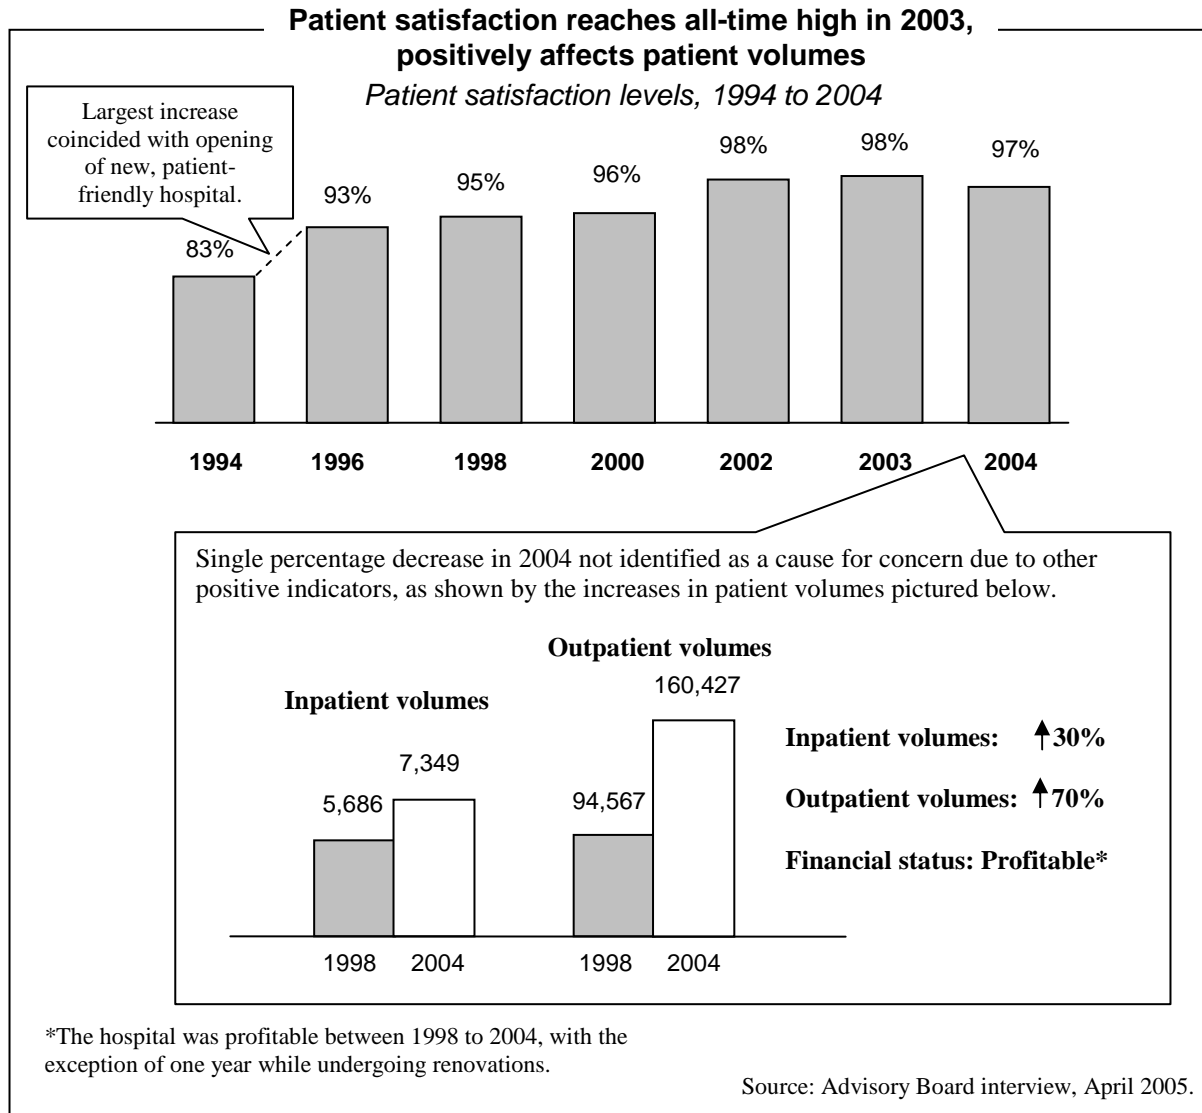 Patient satisfaction reaches all-time high in 2003,
positively affects patient volumes
Patient satisfaction levels, 1994 to 2004
Largest increase
coincided with opening
of new, patient-
friendly hospital.
83%
93%
95%
96%
98%
98%
97%
1994
1996
1998
2000
2002
2003
2004
Single percentage decrease in 2004 not identified as a cause for concern due to other
positive indicators, as shown by the increases in patient volumes pictured below.
Inpatient volumes
5,686
7,349
1998
2004
Outpatient volumes
94,567
160,427
1998
2004
Inpatient volumes: 30%
Outpatient volumes: 70%
Financial status: Profitable*
*The hospital was profitable between 1998 to 2004, with the
exception of one year while undergoing renovations.
Source: Advisory Board interview, April 2005.